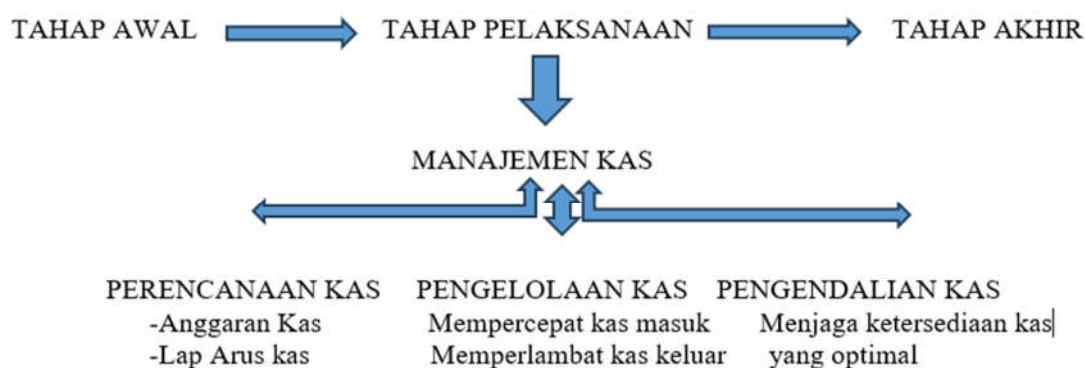 TAHAP AWAL TAHAP PELAKSANAAN TAHAP AKHIR
MANAJEMEN KAS
PERENCANAAN KAS PENGELOLAAN KAS PENGENDALIAN KAS
-Anggaran Kas Mempercepat kas masuk Menjaga ketersediaan kas
-Lap Arus kas Memperlambat kas keluar yang optimal